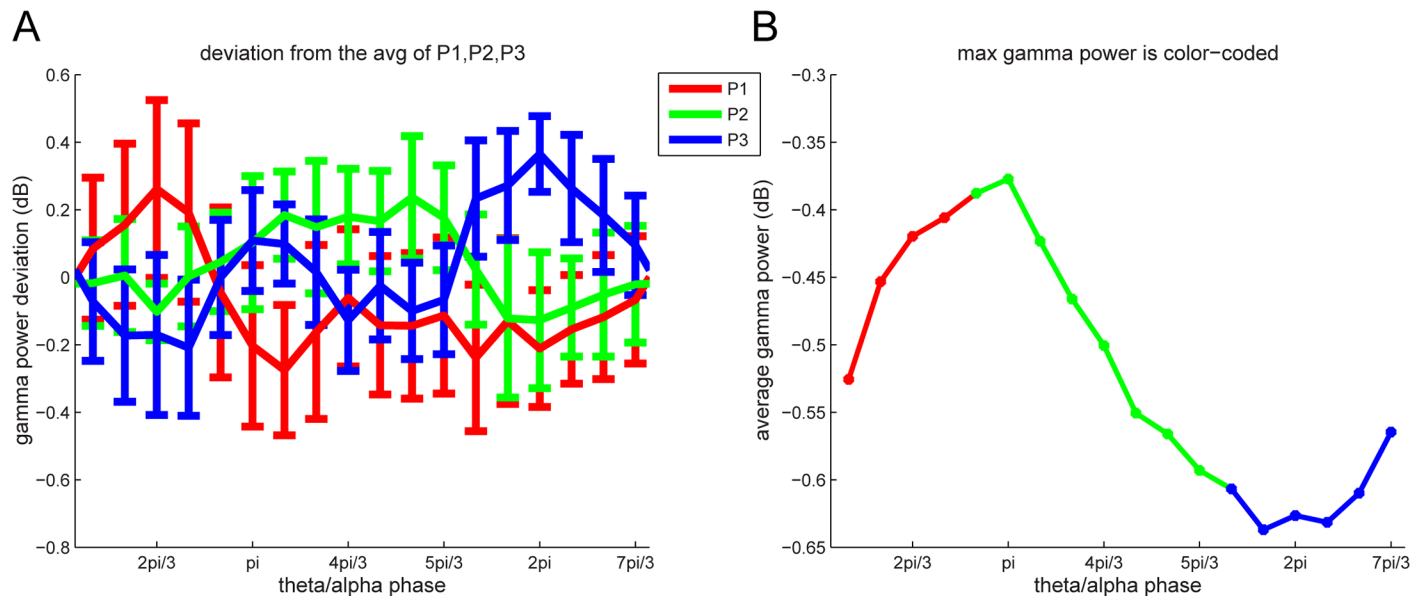 A
deviation from the avg of P1,P2,P3
gamma power deviation (dB)
0.6
0.4
0.2
0
−0.2
−0.4
−0.6
−0.8
2pi/3
pi
4pi/3
5pi/3
2pi
7pi/3
theta/alpha phase
P1
P2
P3
B
max gamma power is color−coded
average gamma power (dB)
−0.3
−0.35
−0.4
−0.45
−0.5
−0.55
−0.6
−0.65
2pi/3
pi
4pi/3
5pi/3
2pi
7pi/3
theta/alpha phase